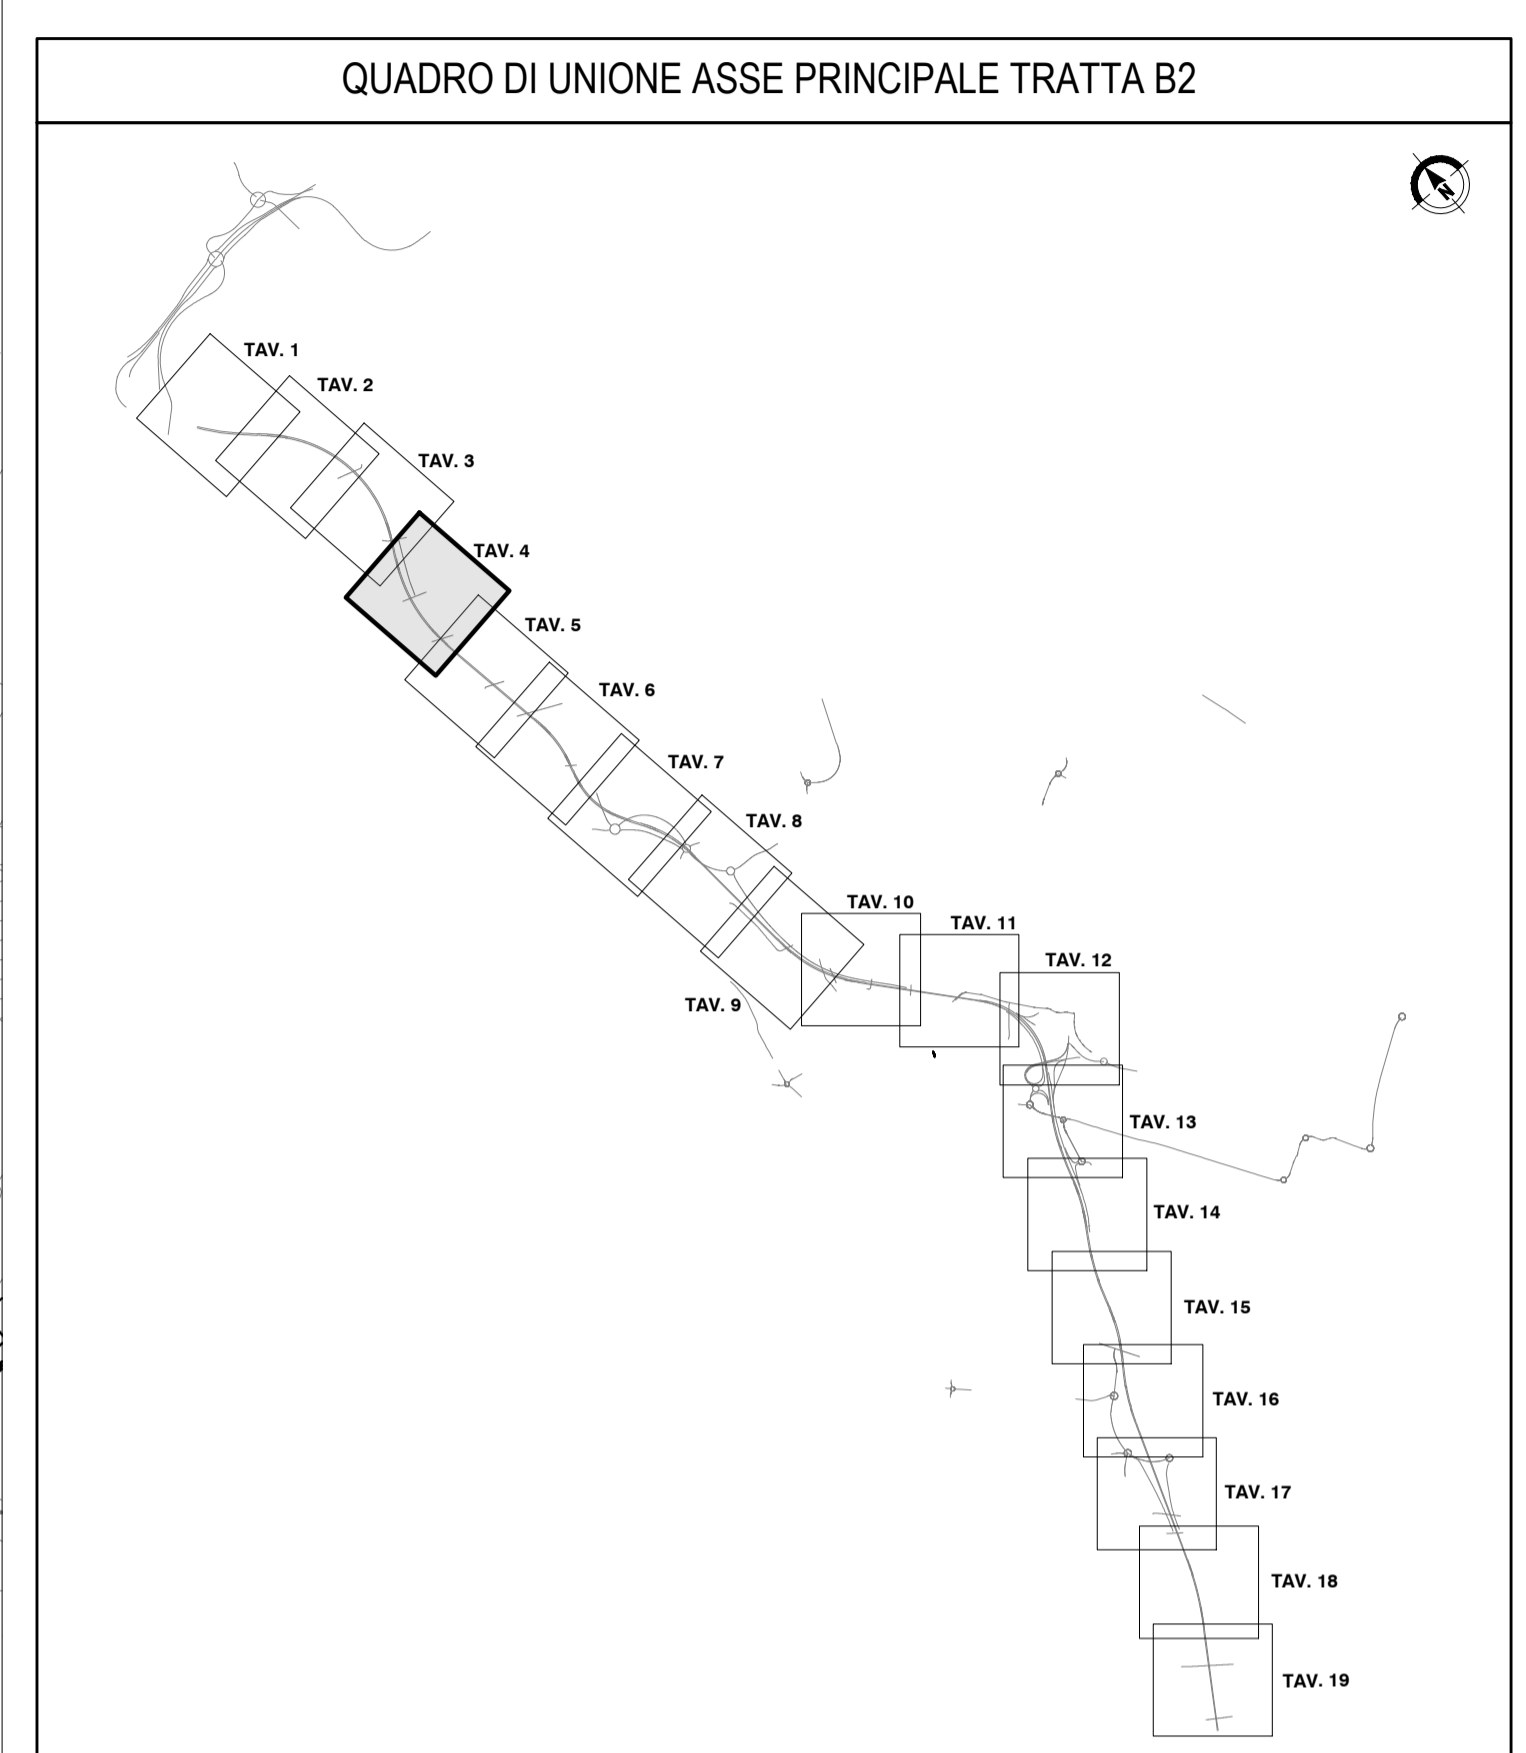 QUADRO DI UNIONE ASSE PRINCIPALE TRATTA B2
N
TAV. 1
TAV. 2
TAV. 3
TAV. 4
TAV. 5
TAV. 6
TAV. 7
TAV. 8
TAV. 10
TAV. 11
TAV. 12
TAV. 9
TAV. 13
TAV. 14
TAV. 15
TAV. 16
TAV. 17
TAV. 18
TAV. 19